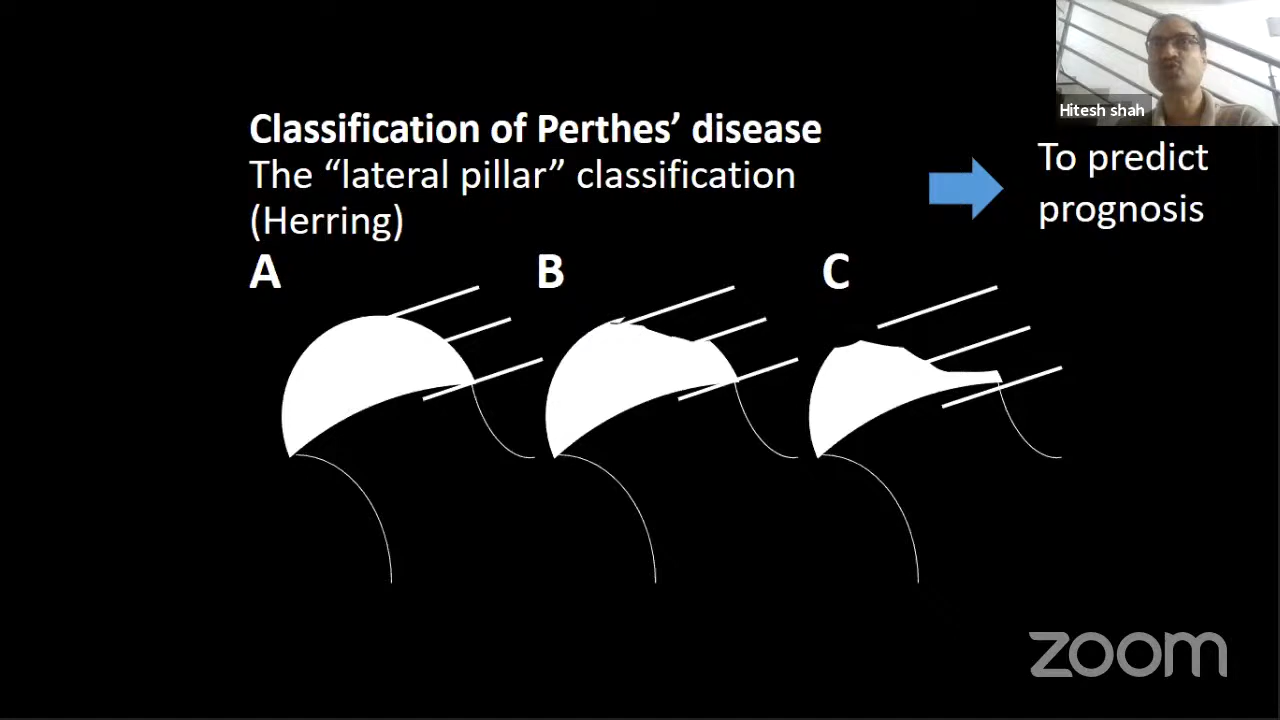 Hitesh shah
Classification of Perthes’ disease
The “lateral pillar” classification
(Herring)
To predict
prognosis
A B C
zoom